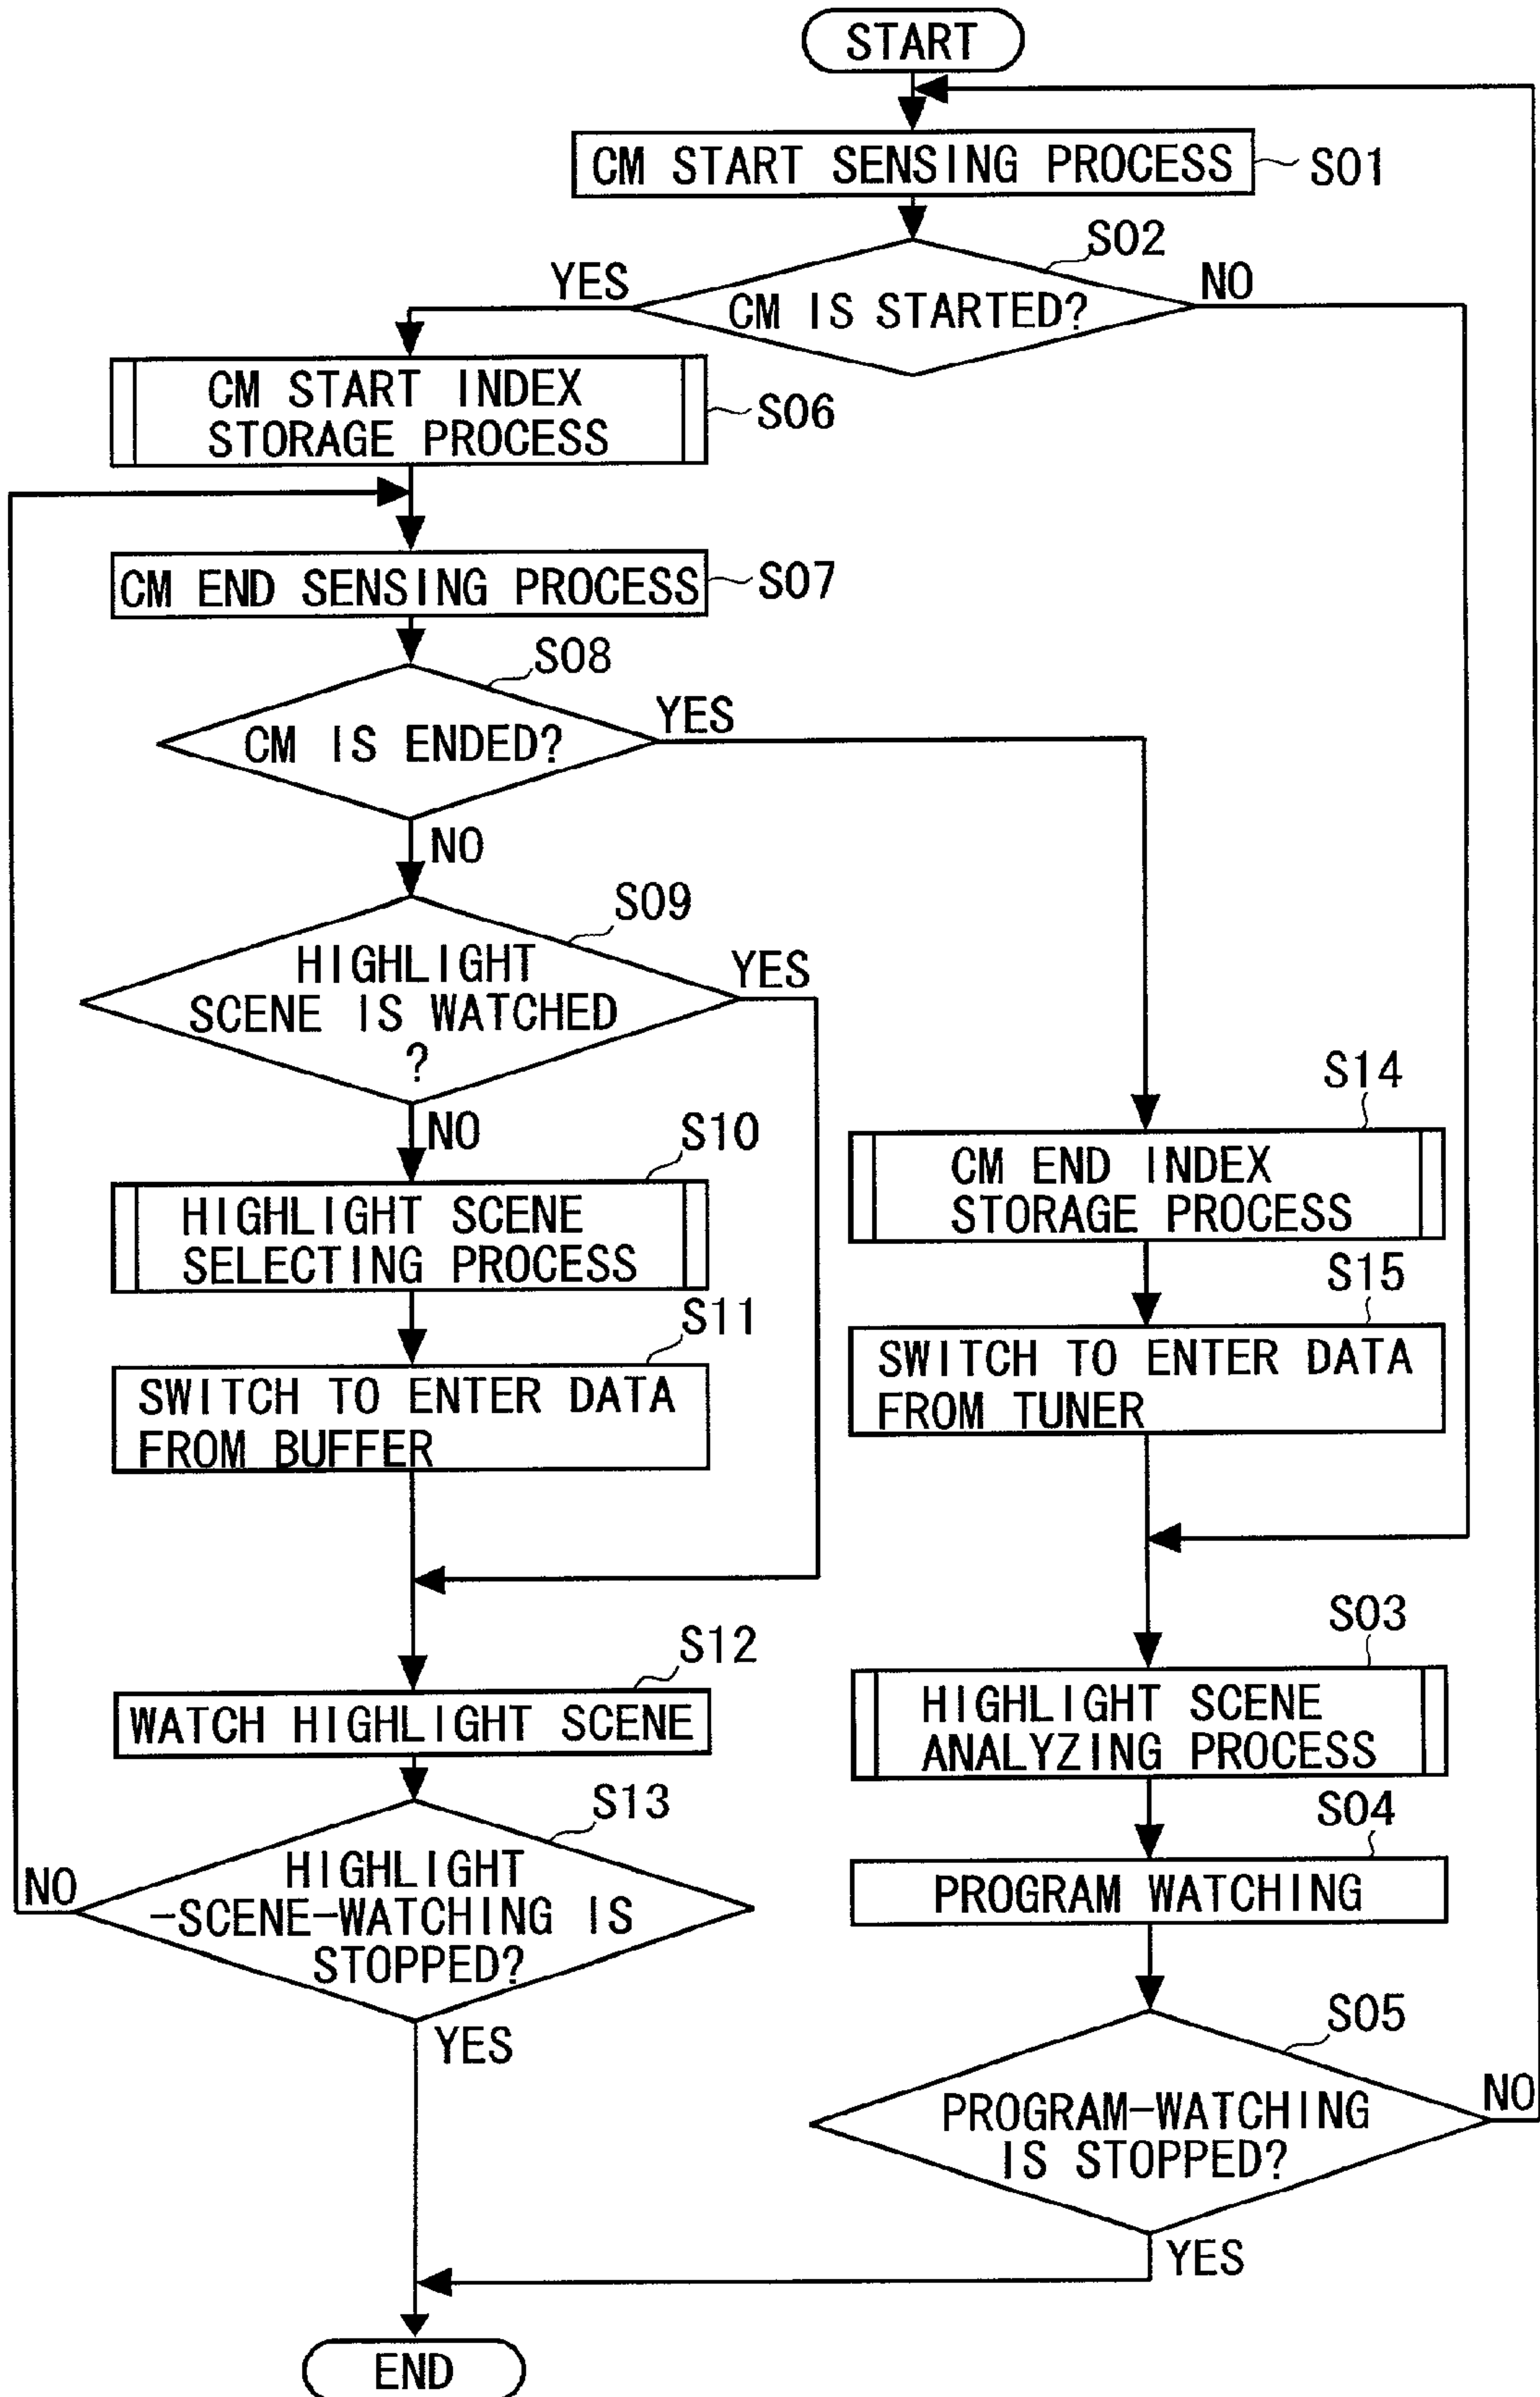 START
CM START SENSING PROCESS
S01
S02
YES
NO
CM IS STARTED?
CM START INDEX
STORAGE PROCESS
S06
CM END SENSING PROCESS
S07
S08
YES
CM IS ENDED?
NO
S09
HIGHLIGHT
SCENE IS WATCHED
?
YES
NO
S10
HIGHLIGHT SCENE
SELECTING PROCESS
S11
SWITCH TO ENTER DATA
FROM BUFFER
S12
WATCH HIGHLIGHT SCENE
S13
HIGHLIGHT
-SCENE-WATCHING IS
STOPPED?
NO
YES
S14
CM END INDEX
STORAGE PROCESS
S15
SWITCH TO ENTER DATA
FROM TUNER
S03
HIGHLIGHT SCENE
ANALYZING PROCESS
S04
PROGRAM WATCHING
S05
PROGRAM-WATCHING
IS STOPPED?
NO
YES
END